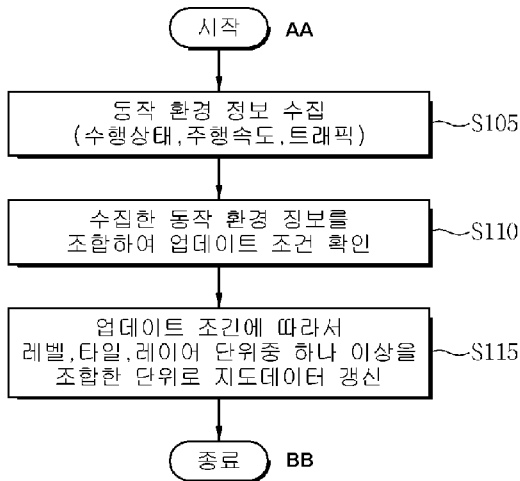 시작 AA
동작 환경 정보 수집
(수행상태,주행속도,트래픽)
S105
수집한 동작 환경 정보를
조합하여 업데이트 조건 확인
S110
업데이트 조건에 따라서
레벨,타일,레이어 단위중 하나 이상을
조합한 단위로 지도데이터 갱신
S115
종료 BB